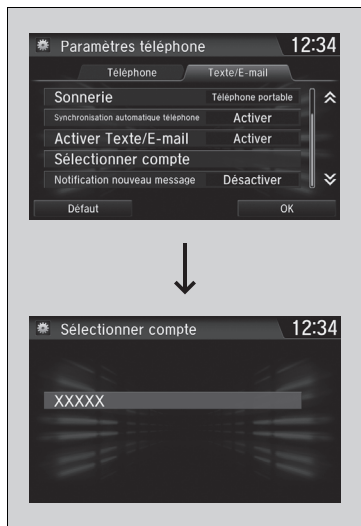 Paramètres téléphone 12:34
Téléphone Texte/E-mail
Sonnerie Téléphone portable
Synchronisation automatique téléphone Activer
Activer Texte/E-mail Activer
Sélectionner compte
Notification nouveau message Désactiver
Défaut OK
Sélectionner compte 12:34
XXXXX